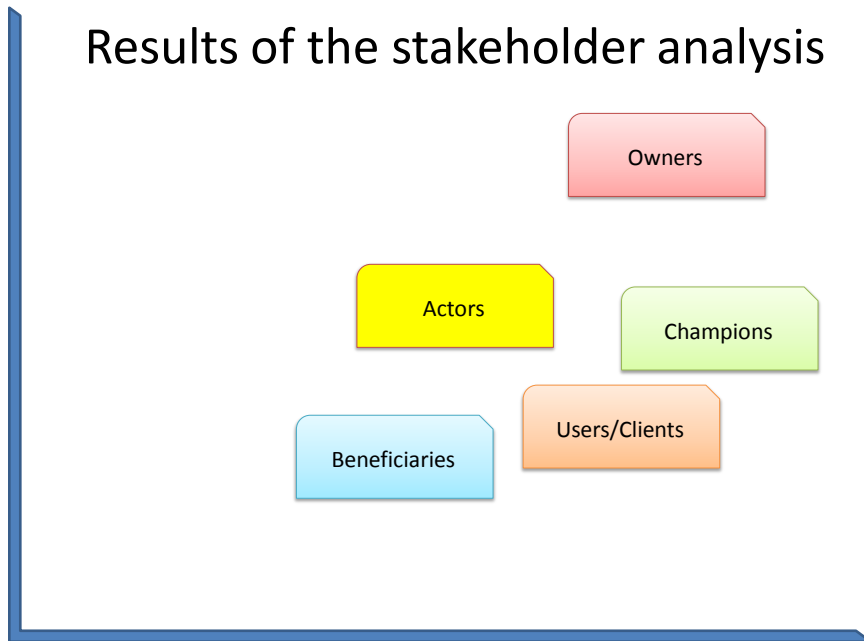 Results of the stakeholder analysis
Owners
Actors
Champions
Users/Clients
Beneficiaries